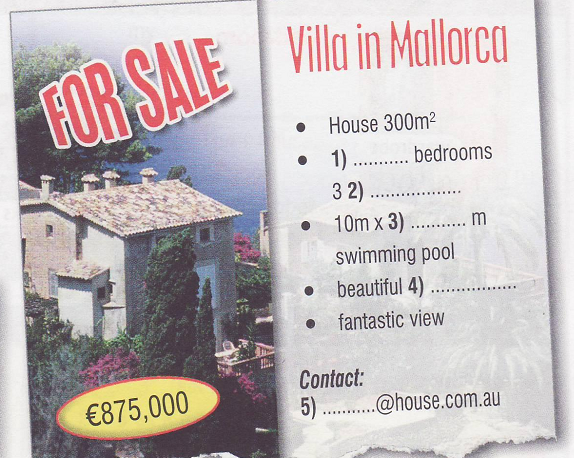 FOR SALE
€875,000
Villa in Mallorca
• House 300m²
• 1) ........... bedrooms
3 2) ..................
• 10m x 3) ........... m
swimming pool
• beautiful 4) .................
• fantastic view
Contact:
5) ...........@house.com.au